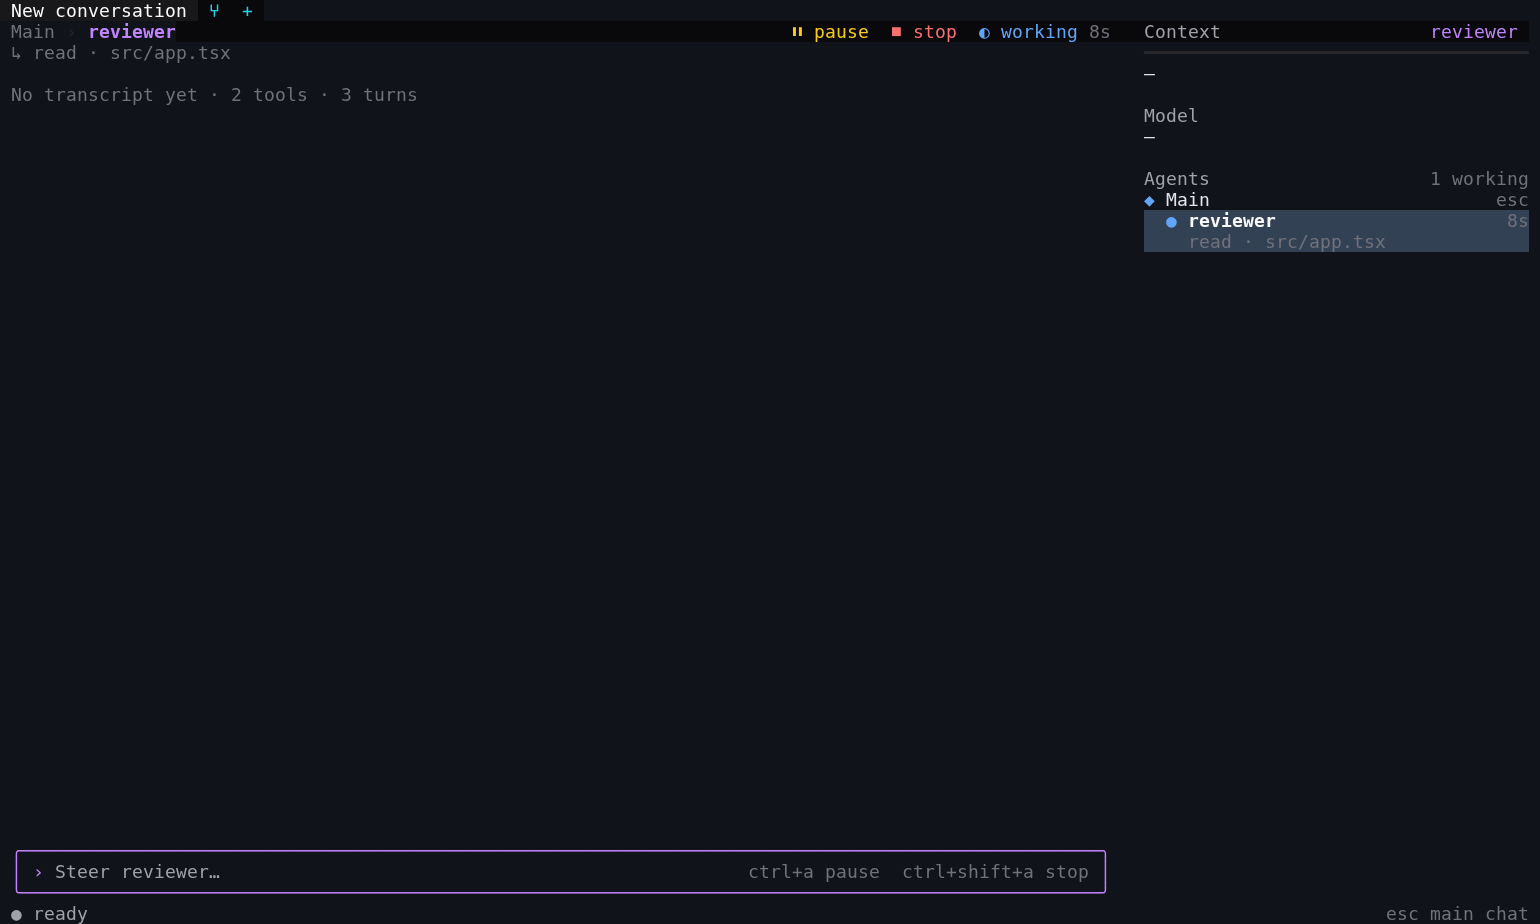 New conversation ⑂ +
Main › reviewer ⏸ pause ⏹ stop ◐ working 8s
↳ read · src/app.tsx
No transcript yet · 2 tools · 3 turns
› Steer reviewer… ctrl+a pause ctrl+shift+a stop
● ready
Context reviewer
—
Model
—
Agents 1 working
◆ Main esc
● reviewer 8s
read · src/app.tsx
esc main chat